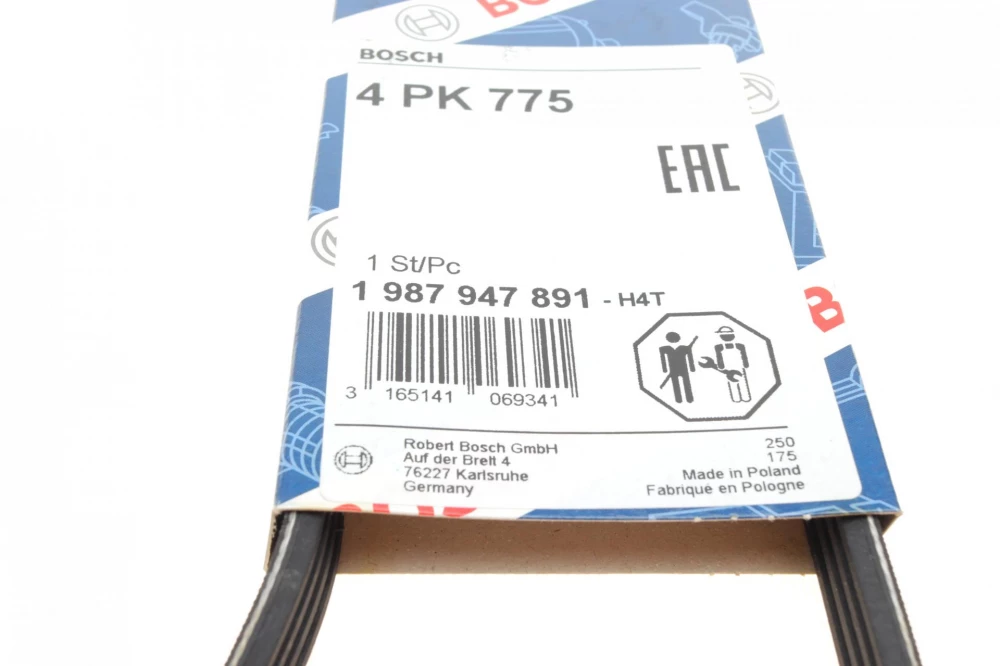 BOSCH
4 PK 775
EAC
1 St/Pc
1 987 947 891 - H4T
3 165141 069341
Robert Bosch GmbH
Auf der Breit 4
76227 Karlsruhe
Germany
250
175
Made in Poland
Fabriqué en Pologne